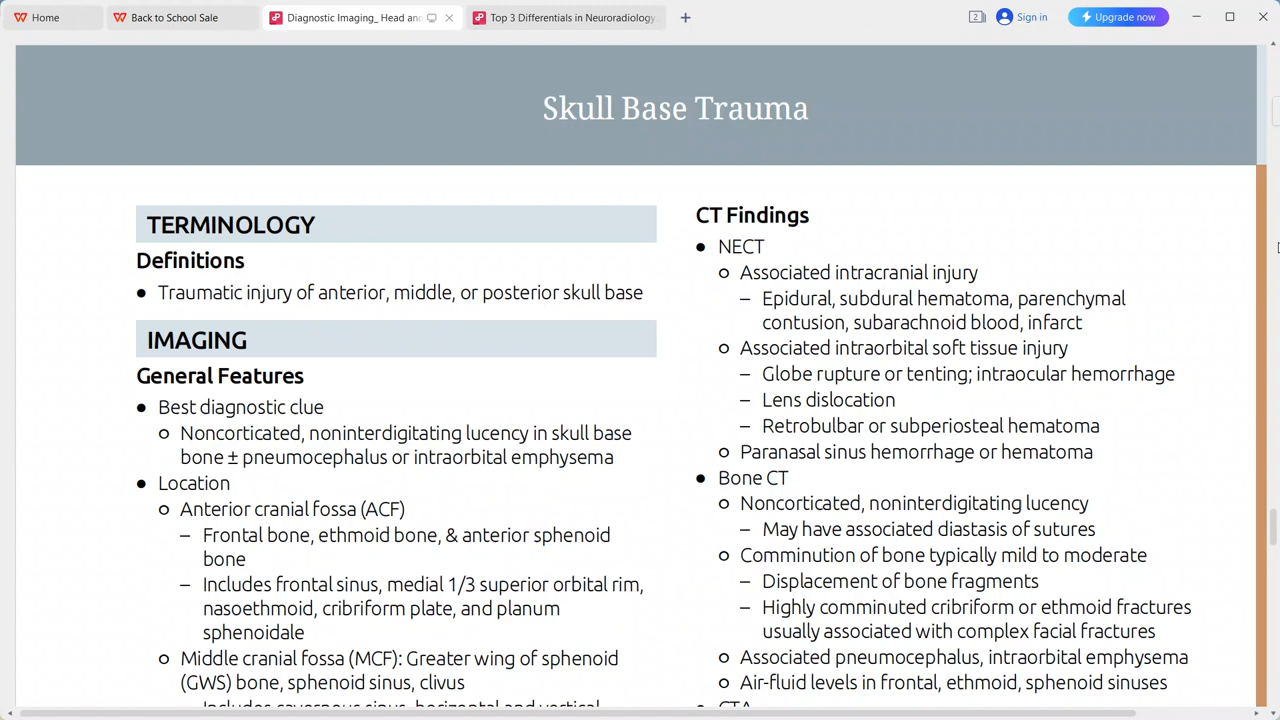 Home
Back to School Sale
Diagnostic Imaging_ Head and
Top 3 Differentials in Neuroradiology
+
2
Sign in
Upgrade now
Skull Base Trauma
TERMINOLOGY
Definitions
● Traumatic injury of anterior, middle, or posterior skull base
IMAGING
General Features
● Best diagnostic clue
○ Noncorticated, noninterdigitating lucency in skull base
bone ± pneumocephalus or intraorbital emphysema
● Location
○ Anterior cranial fossa (ACF)
– Frontal bone, ethmoid bone, & anterior sphenoid
bone
– Includes frontal sinus, medial 1/3 superior orbital rim,
nasoethmoid, cribriform plate, and planum
sphenoidale
○ Middle cranial fossa (MCF): Greater wing of sphenoid
(GWS) bone, sphenoid sinus, clivus
– Includes cavernous sinus, horizontal and vertical
CT Findings
● NECT
○ Associated intracranial injury
– Epidural, subdural hematoma, parenchymal
contusion, subarachnoid blood, infarct
○ Associated intraorbital soft tissue injury
– Globe rupture or tenting; intraocular hemorrhage
– Lens dislocation
– Retrobulbar or subperiosteal hematoma
○ Paranasal sinus hemorrhage or hematoma
● Bone CT
○ Noncorticated, noninterdigitating lucency
– May have associated diastasis of sutures
○ Comminution of bone typically mild to moderate
– Displacement of bone fragments
– Highly comminuted cribriform or ethmoid fractures
usually associated with complex facial fractures
○ Associated pneumocephalus, intraorbital emphysema
○ Air-fluid levels in frontal, ethmoid, sphenoid sinuses
● CTA